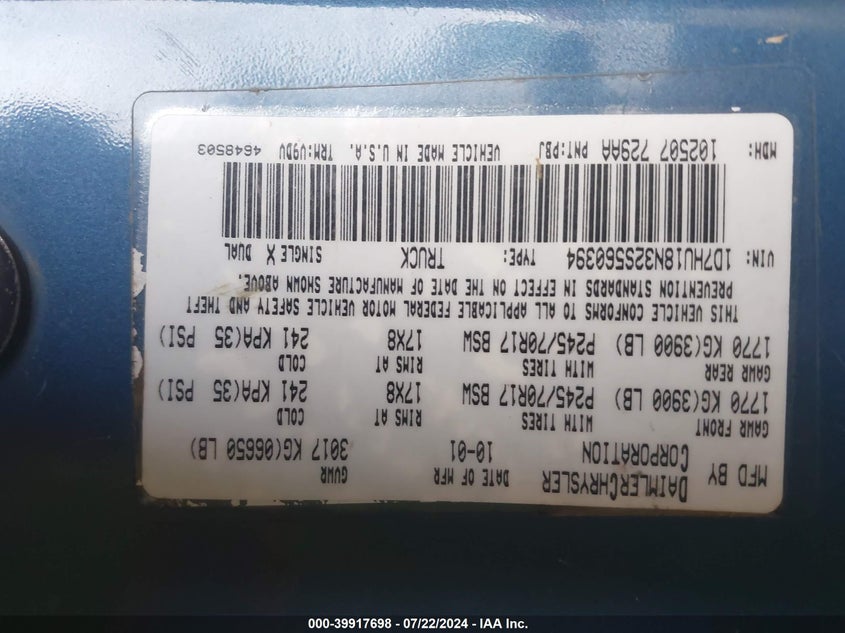 MFD BY DAIMLERCHRYSLER CORPORATION DATE OF MFR 10-01 GVWR 3017 KG(06650 LB)
GAWR FRONT WITH TIRES RIMS AT COLD
1770 KG(3900 LB) P245/70R17 BSW 17X8 241 KPA(35 PSI)
GAWR REAR WITH TIRES RIMS AT COLD
1770 KG(3900 LB) P245/70R17 BSW 17X8 241 KPA(35 PSI)
THIS VEHICLE CONFORMS TO ALL APPLICABLE FEDERAL MOTOR VEHICLE SAFETY AND THEFT
PREVENTION STANDARDS IN EFFECT ON THE DATE OF MANUFACTURE SHOWN ABOVE.
VIN: 1D7HU18N32S560394 TYPE: TRUCK SINGLE X DUAL
MDH: 102507 729AA PNT:PBJ VEHICLE MADE IN U.S.A. TRM:V9DV 4648503
000-39917698 - 07/22/2024 - IAA Inc.